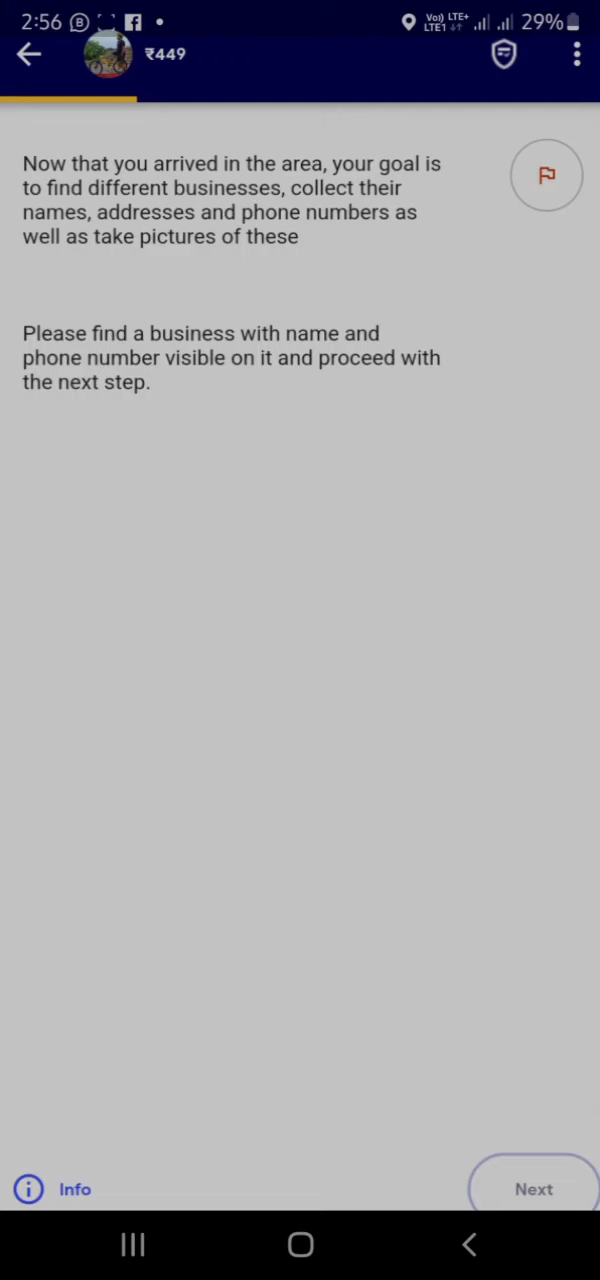 2:56
Vo) LTE+
LTE1
29%
₹449
Now that you arrived in the area, your goal is
to find different businesses, collect their
names, addresses and phone numbers as
well as take pictures of these
Please find a business with name and
phone number visible on it and proceed with
the next step.
Info
Next